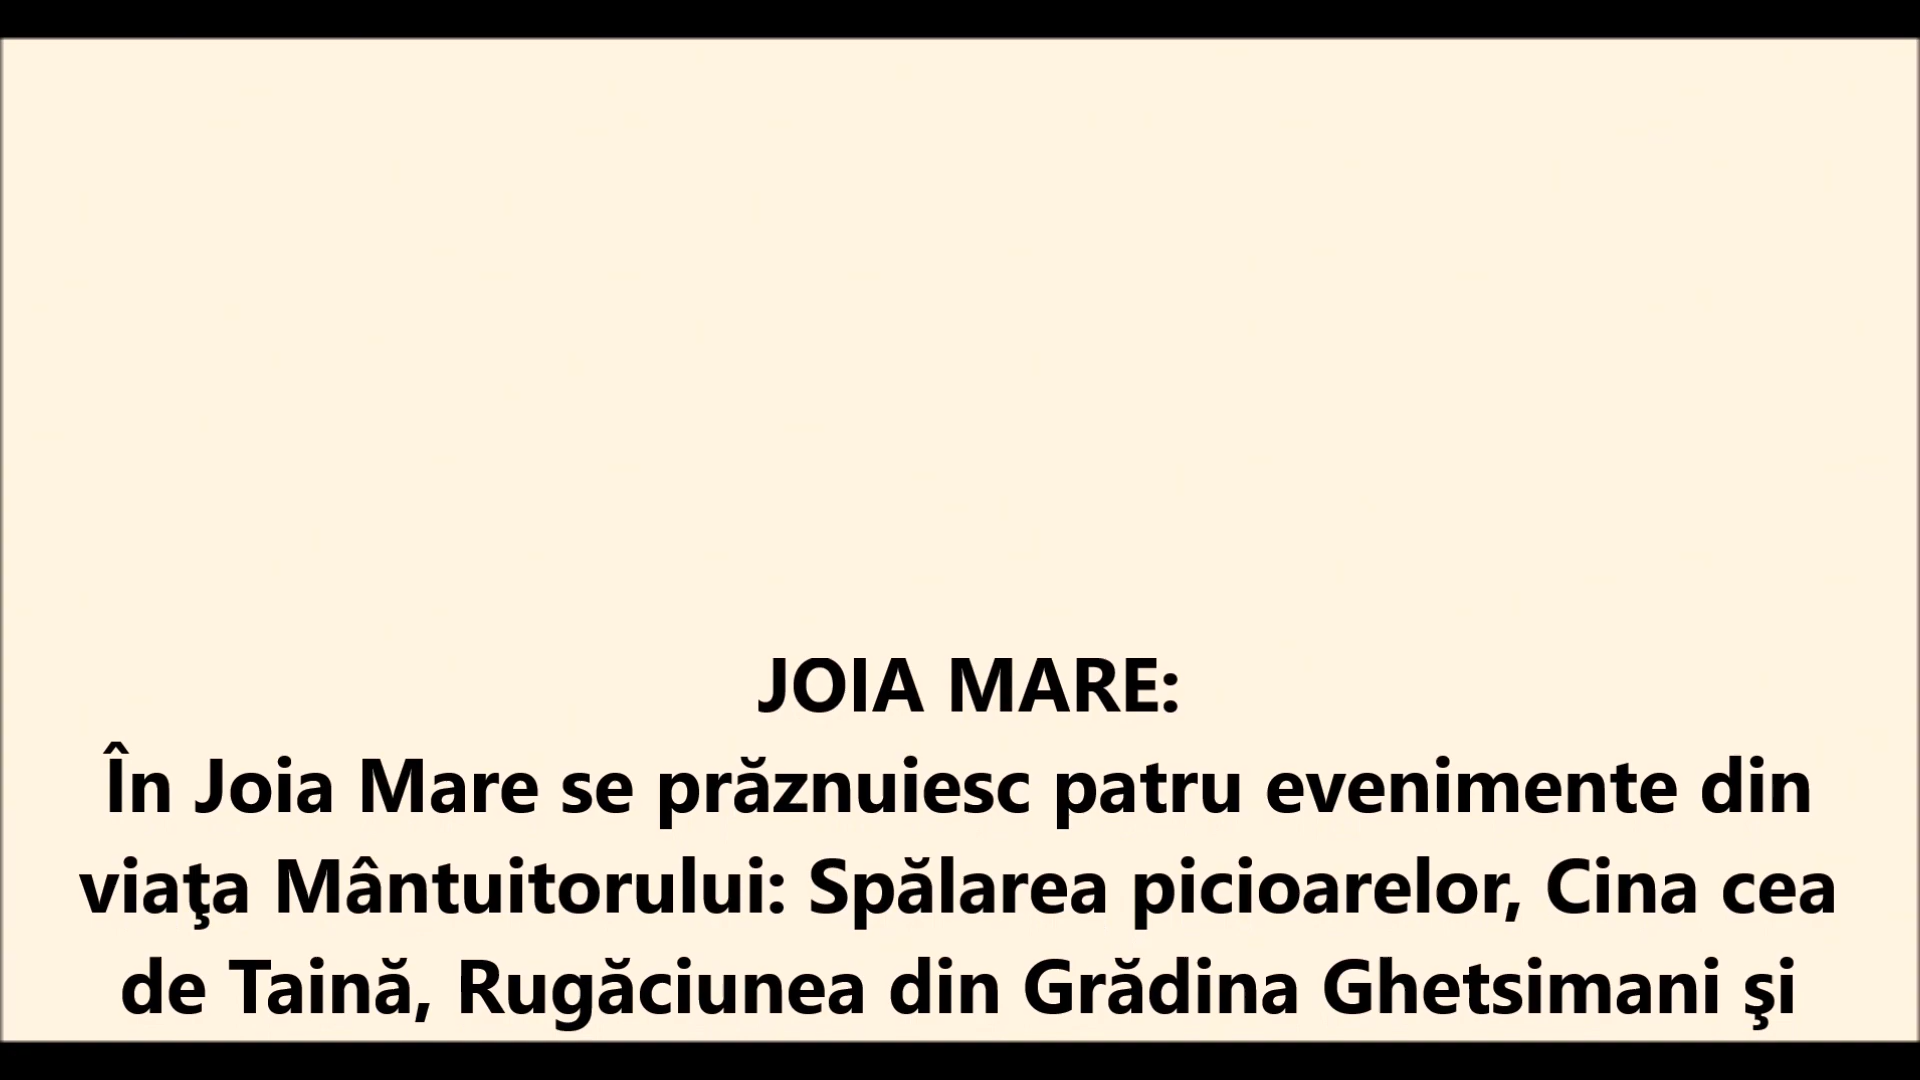 JOIA MARE:
În Joia Mare se prăznuiesc patru evenimente din
viaţa Mântuitorului: Spălarea picioarelor, Cina cea
de Taină, Rugăciunea din Grădina Ghetsimani şi